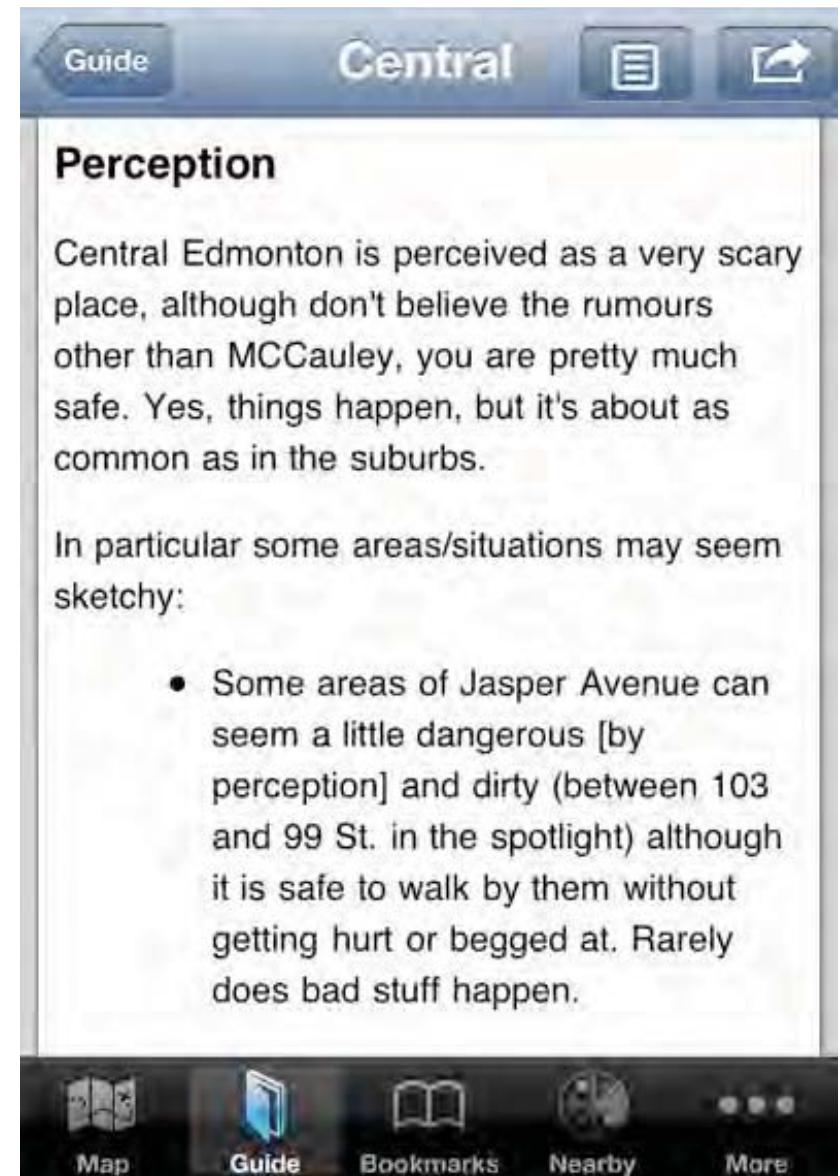 Guide
Central
Perception
Central Edmonton is perceived as a very scary
place, although don't believe the rumours
other than MCCauley, you are pretty much
safe. Yes, things happen, but it's about as
common as in the suburbs.
In particular some areas/situations may seem
sketchy:
• Some areas of Jasper Avenue can
seem a little dangerous [by
perception] and dirty (between 103
and 99 St. in the spotlight) although
it is safe to walk by them without
getting hurt or begged at. Rarely
does bad stuff happen.
Map
Guide
Bookmarks
Nearby
More